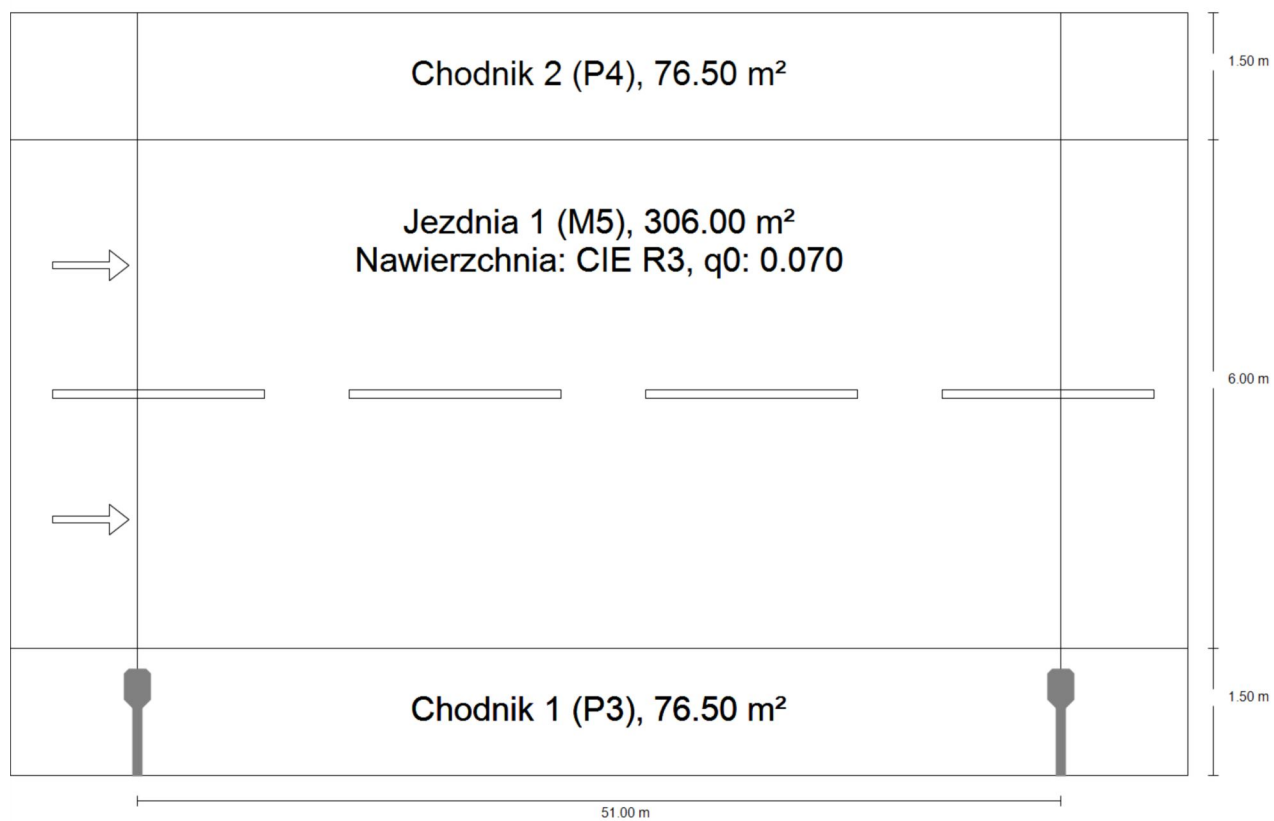 Chodnik 2 (P4), 76.50 m²
1.50 m
Jezdnia 1 (M5), 306.00 m²
Nawierzchnia: CIE R3, q0: 0.070
6.00 m
Chodnik 1 (P3), 76.50 m²
1.50 m
51.00 m